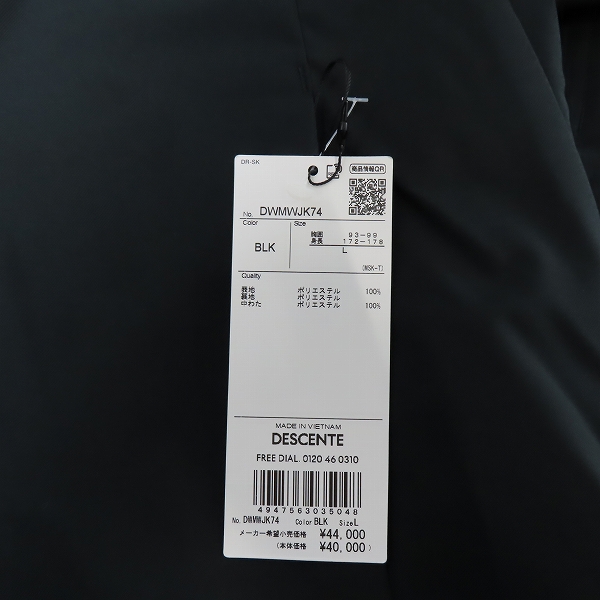 DR-SK
商品情報QR
No. DWMWJK74
Color Size
BLK
胸囲 93-99
身長 172-178
L
(MSK-T)
Quality
表地 ポリエステル 100%
裏地 ポリエステル
中わた ポリエステル 100%
MADE IN VIETNAM
DESCENTE
FREE DIAL. 0120 46 0310
4947563035048
No. DWMWJK74 Color BLK Size L
メーカー希望小売価格 ¥44,000
(本体価格 ¥40,000)